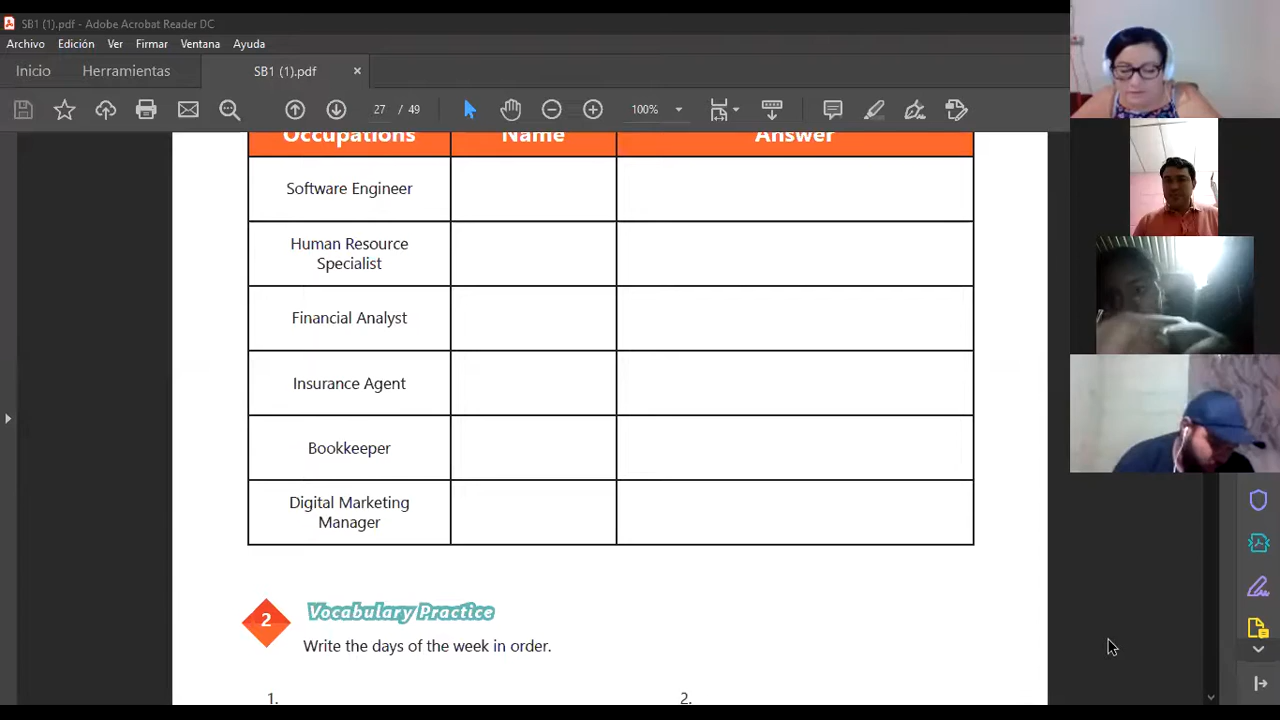 SB1 (1).pdf - Adobe Acrobat Reader DC
Archivo Edición Ver Firmar Ventana Ayuda
Inicio Herramientas SB1 (1).pdf ×
27 / 49 100%
Occupations Name Answer
Software Engineer
Human Resource
Specialist
Financial Analyst
Insurance Agent
Bookkeeper
Digital Marketing
Manager
2 Vocabulary Practice
Write the days of the week in order.
1. 2.